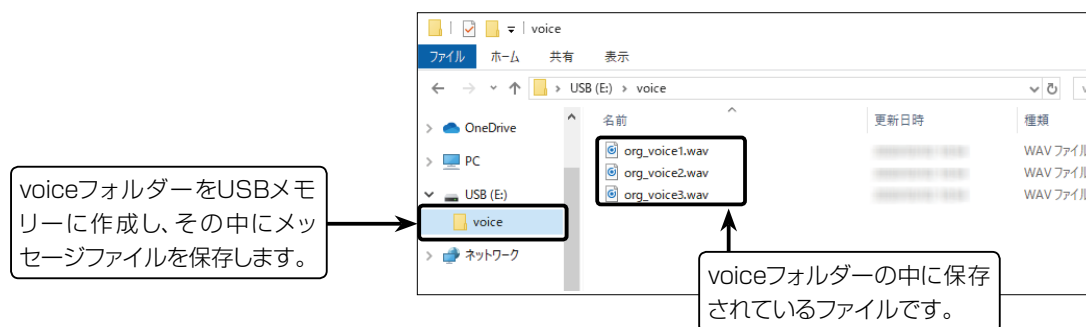 voice
ファイル ホーム 共有 表示
USB (E:) › voice
名前 更新日時 種類
OneDrive
PC
USB (E:)
voice
ネットワーク
org_voice1.wav WAV ファイル
org_voice2.wav WAV ファイル
org_voice3.wav WAV ファイル
voiceフォルダーをUSBメモ
リーに作成し、その中にメッ
セージファイルを保存します。
voiceフォルダーの中に保存
されているファイルです。